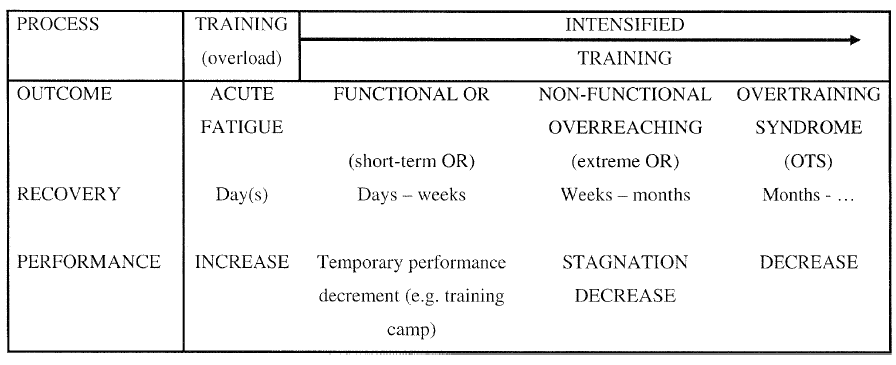 PROCESS TRAINING INTENSIFIED
(overload) TRAINING
OUTCOME ACUTE FUNCTIONAL OR NON-FUNCTIONAL OVERTRAINING
FATIGUE OVERREACHING SYNDROME
(short-term OR) (extreme OR) (OTS)
RECOVERY Day(s) Days – weeks Weeks – months Months - …
PERFORMANCE INCREASE Temporary performance STAGNATION DECREASE
decrement (e.g. training DECREASE
camp)